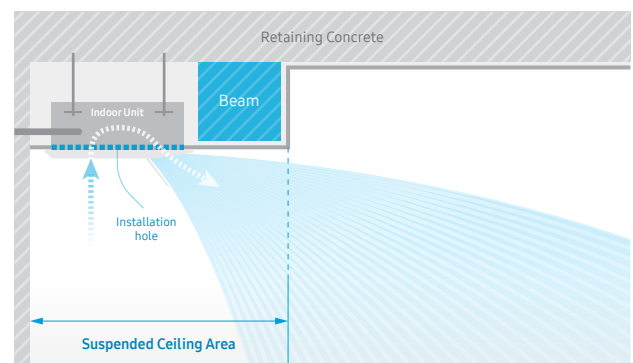 Retaining Concrete
Beam
Indoor Unit
Installation
hole
Suspended Ceiling Area